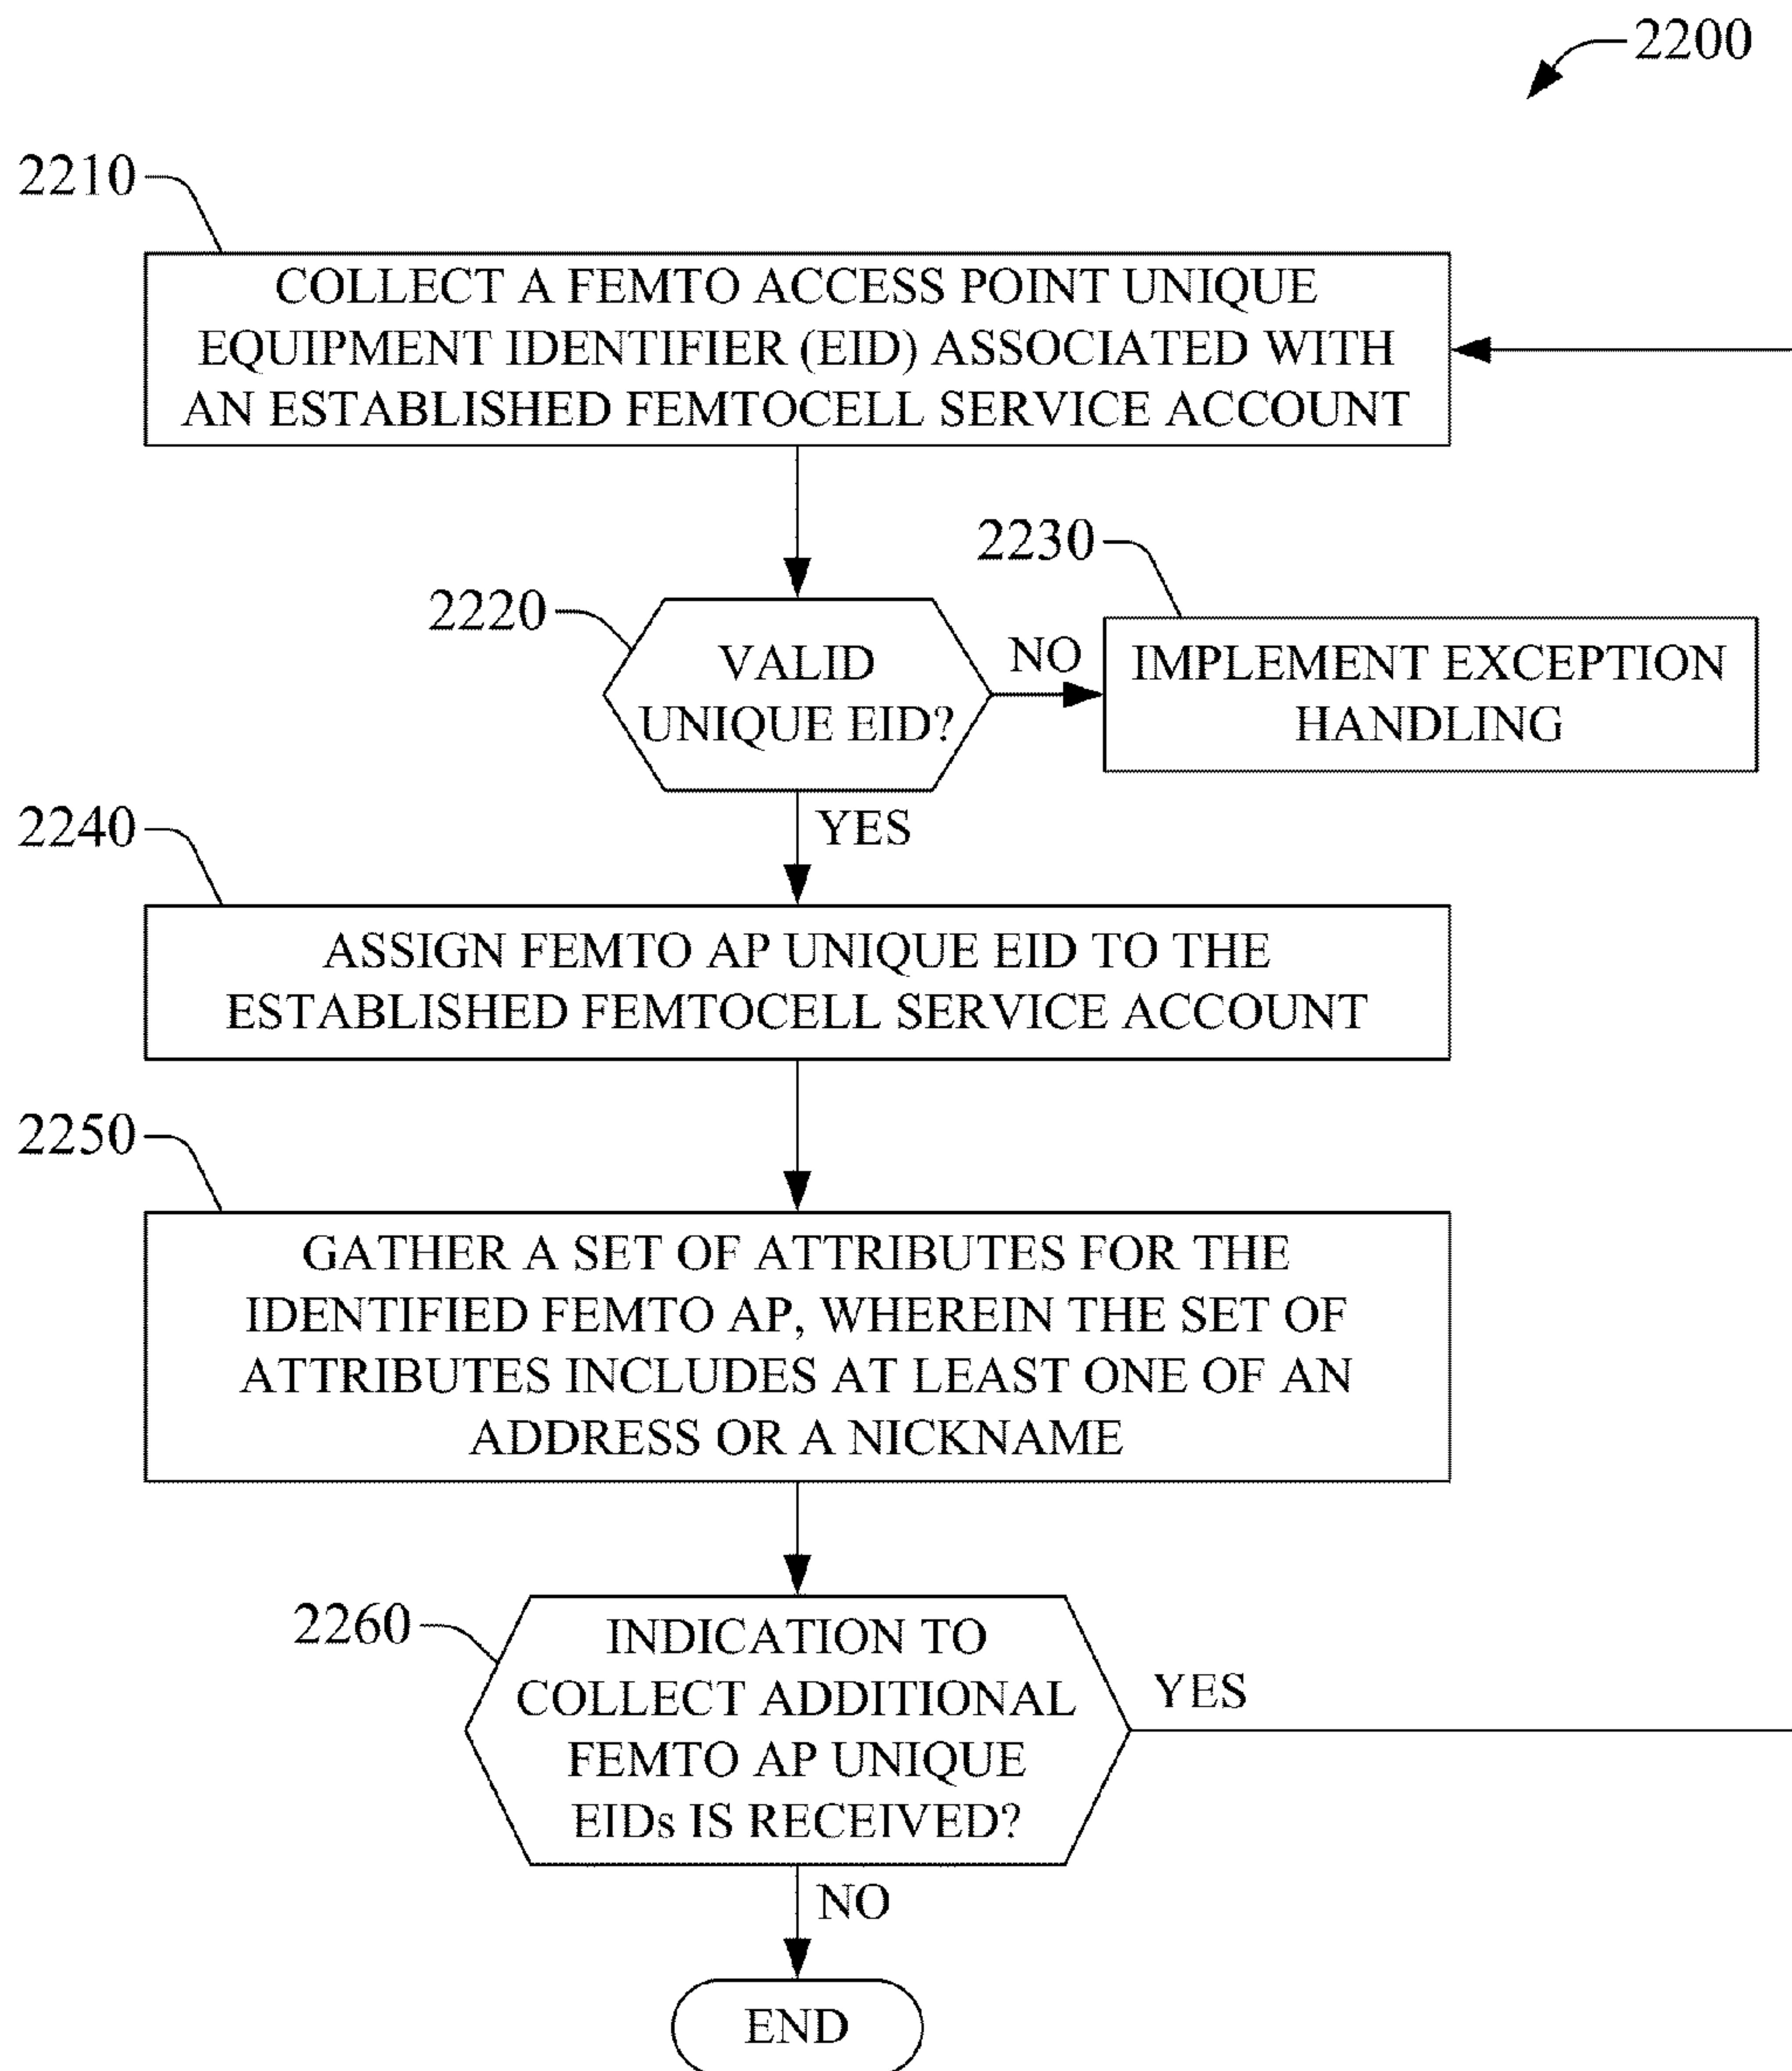 2200
2210
COLLECT A FEMTO ACCESS POINT UNIQUE
EQUIPMENT IDENTIFIER (EID) ASSOCIATED WITH
AN ESTABLISHED FEMTOCELL SERVICE ACCOUNT
2220
VALID
UNIQUE EID?
NO
2230
IMPLEMENT EXCEPTION
HANDLING
YES
2240
ASSIGN FEMTO AP UNIQUE EID TO THE
ESTABLISHED FEMTOCELL SERVICE ACCOUNT
2250
GATHER A SET OF ATTRIBUTES FOR THE
IDENTIFIED FEMTO AP, WHEREIN THE SET OF
ATTRIBUTES INCLUDES AT LEAST ONE OF AN
ADDRESS OR A NICKNAME
2260
INDICATION TO
COLLECT ADDITIONAL
FEMTO AP UNIQUE
EIDs IS RECEIVED?
YES
NO
END